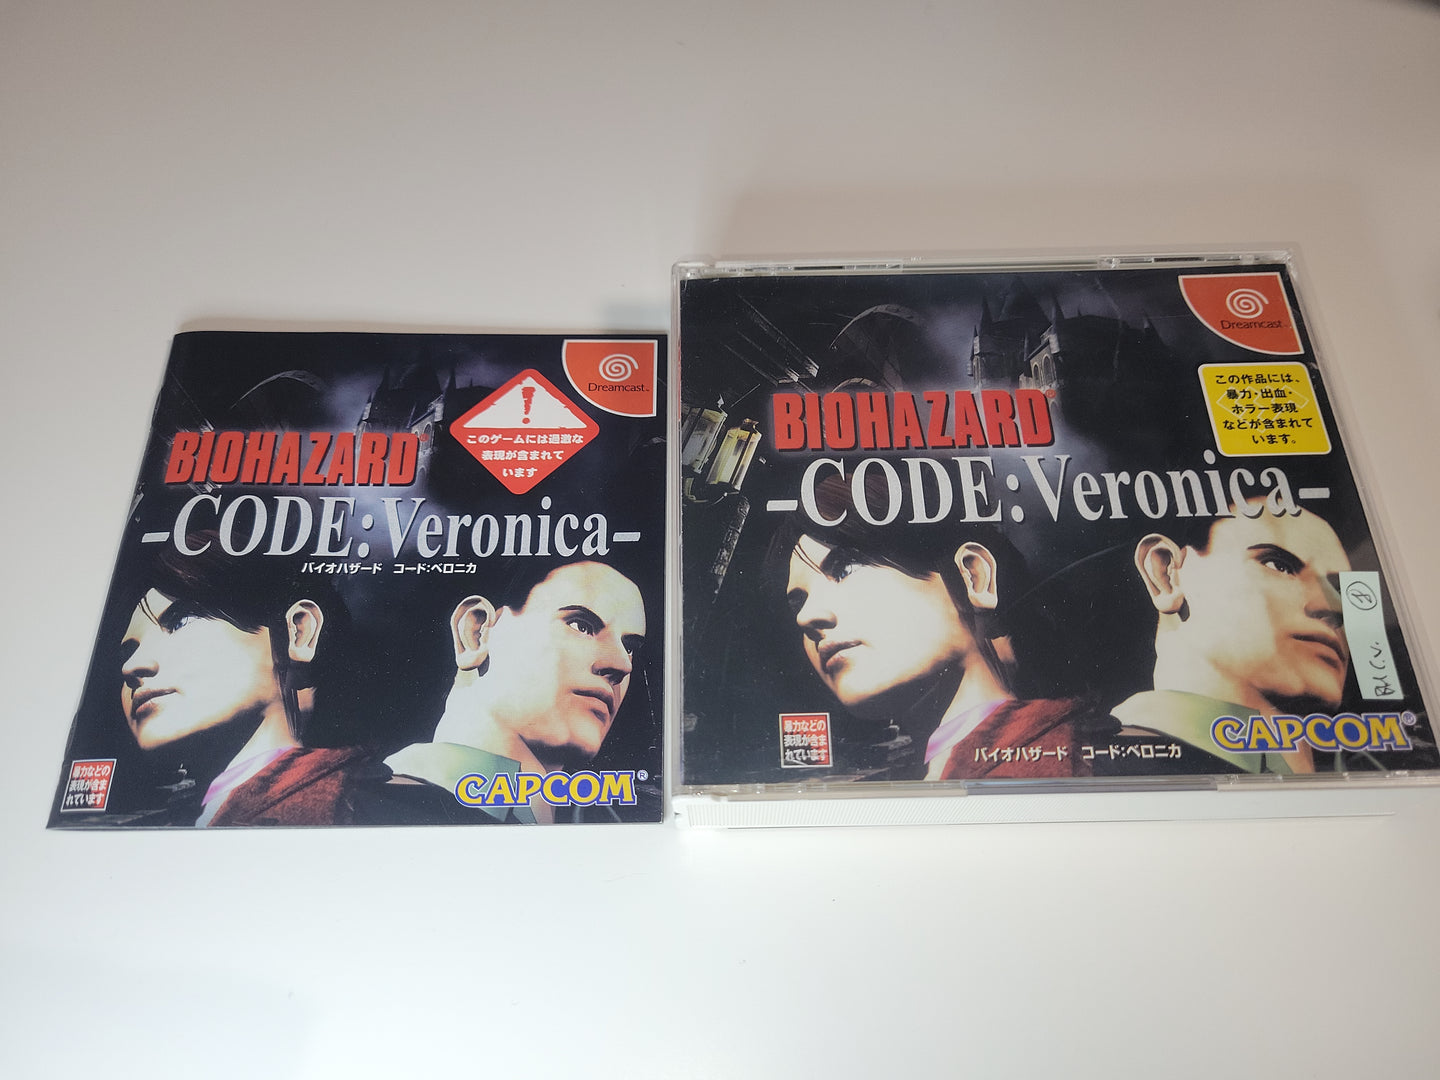 Dreamcast™
このゲームには過激な
表現が含まれて
います
BIOHAZARD®
-CODE:Veronica-
バイオハザード コード:ベロニカ
暴力などの
表現が含ま
れています
CAPCOM®
Dreamcast™
この作品には、
暴力・出血・
ホラー表現
などが含まれて
います。
BIOHAZARD®
-CODE:Veronica-
暴力などの
表現が含ま
れています
バイオハザード コード:ベロニカ
CAPCOM®